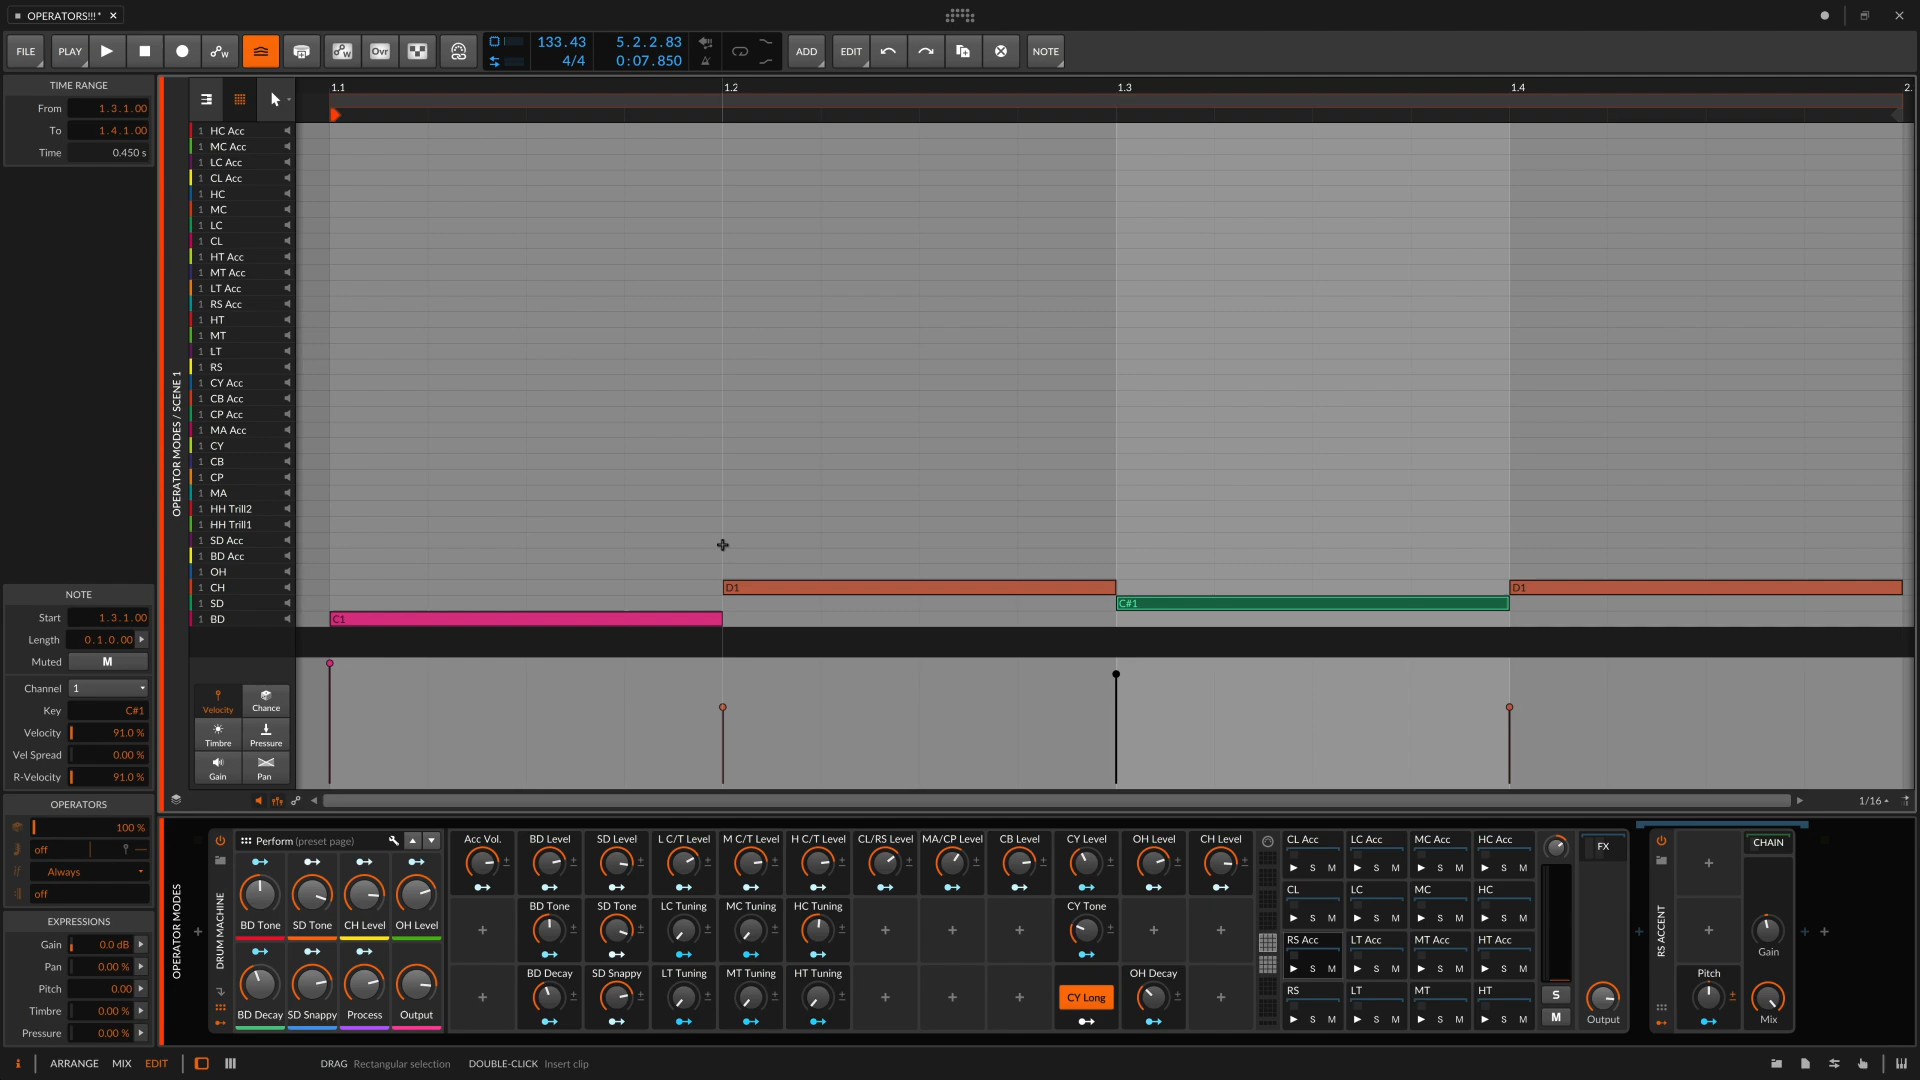 OPERATORS!!!*
FILE
PLAY
Ovr
133.43
4/4
5.2.2.83
0:07.850
ADD
EDIT
NOTE
TIME RANGE
From 1.3.1.00
To 1.4.1.00
Time 0.450 s
1.1
1.2
1.3
1.4
2.
1 HC Acc
1 MC Acc
1 LC Acc
1 CL Acc
1 HC
1 MC
1 LC
1 CL
1 HT Acc
1 MT Acc
1 LT Acc
1 RS Acc
1 HT
1 MT
1 LT
1 RS
1 CY Acc
1 CB Acc
1 CP Acc
1 MA Acc
1 CY
1 CB
1 CP
1 MA
1 HH Trill2
1 HH Trill1
1 SD Acc
1 BD Acc
1 OH
1 CH
1 SD
1 BD
D1
D1
C#1
C1
OPERATOR MODES / SCENE 1
NOTE
Start 1.3.1.00
Length 0.1.0.00
Muted M
Channel 1
Key C#1
Velocity 91.0 %
Vel Spread 0.00 %
R-Velocity 91.0 %
Velocity
Chance
Timbre
Pressure
Gain
Pan
1/16
OPERATORS
100 %
off
Always
off
EXPRESSIONS
Gain 0.0 dB
Pan 0.00 %
Pitch 0.00
Timbre 0.00 %
Pressure 0.00 %
OPERATOR MODES
DRUM MACHINE
Perform (preset page)
BD Tone
SD Tone
CH Level
OH Level
BD Decay
SD Snappy
Process
Output
Acc Vol.
BD Level
SD Level
L C/T Level
M C/T Level
H C/T Level
CL/RS Level
MA/CP Level
CB Level
CY Level
OH Level
CH Level
BD Tone
SD Tone
LC Tuning
MC Tuning
HC Tuning
CY Tone
BD Decay
SD Snappy
LT Tuning
MT Tuning
HT Tuning
CY Long
OH Decay
CL Acc
LC Acc
MC Acc
HC Acc
S M
S M
S M
S M
CL
LC
MC
HC
S M
S M
S M
S M
RS Acc
LT Acc
MT Acc
HT Acc
S M
S M
S M
S M
RS
LT
MT
HT
S M
S M
S M
S M
S
M
FX
Output
RS ACCENT
CHAIN
Gain
Pitch
Mix
i
ARRANGE
MIX
EDIT
DRAG Rectangular selection
DOUBLE-CLICK Insert clip